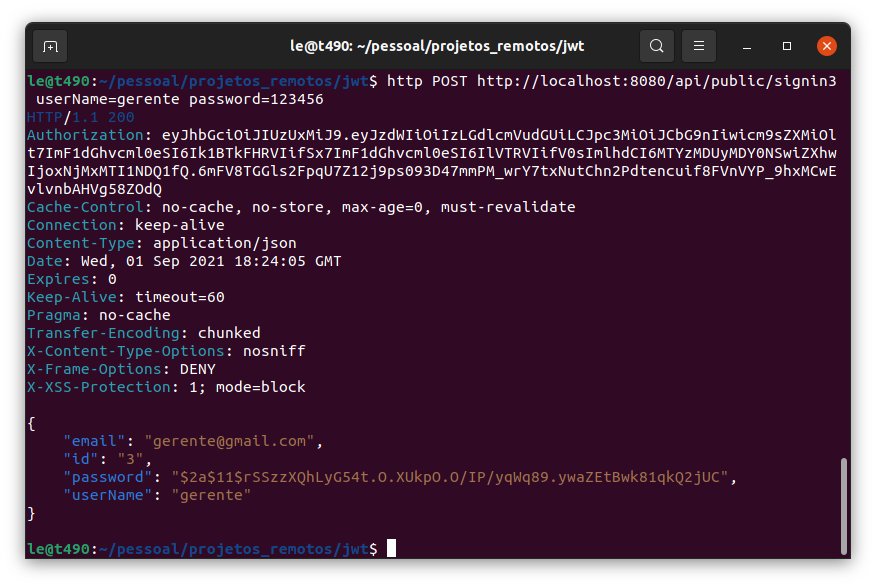 le@t490: ~/pessoal/projetos_remotos/jwt
le@t490:~/pessoal/projetos_remotos/jwt$ http POST http://localhost:8080/api/public/signin3
userName=gerente password=123456
HTTP/1.1 200
Authorization: eyJhbGciOiJIUzUxMiJ9.eyJzdWIiOiIzLGdlcmVudGUiLCJpc3MiOiJCbG9nIiwicm9sZXMiOl
t7ImF1dGhvcml0eSI6Ik1BTkFHRVIifSx7ImF1dGhvcml0eSI6IlVTRVIifV0sImlhdCI6MTYzMDUyMDY0NSwiZXhw
IjoxNjMxMTI1NDQ1fQ.6mFV8TGGls2FpqU7Z12j9ps093D47mmPM_wrY7txNutChn2Pdtencuif8FVnVYP_9hxMCwE
vlvnbAHVg58ZOdQ
Cache-Control: no-cache, no-store, max-age=0, must-revalidate
Connection: keep-alive
Content-Type: application/json
Date: Wed, 01 Sep 2021 18:24:05 GMT
Expires: 0
Keep-Alive: timeout=60
Pragma: no-cache
Transfer-Encoding: chunked
X-Content-Type-Options: nosniff
X-Frame-Options: DENY
X-XSS-Protection: 1; mode=block
{
"email": "gerente@gmail.com",
"id": "3",
"password": "$2a$11$rSSzzXQhLyG54t.O.XUkpO.O/IP/yqWq89.ywaZEtBwk81qkQ2jUC",
"userName": "gerente"
}
le@t490:~/pessoal/projetos_remotos/jwt$